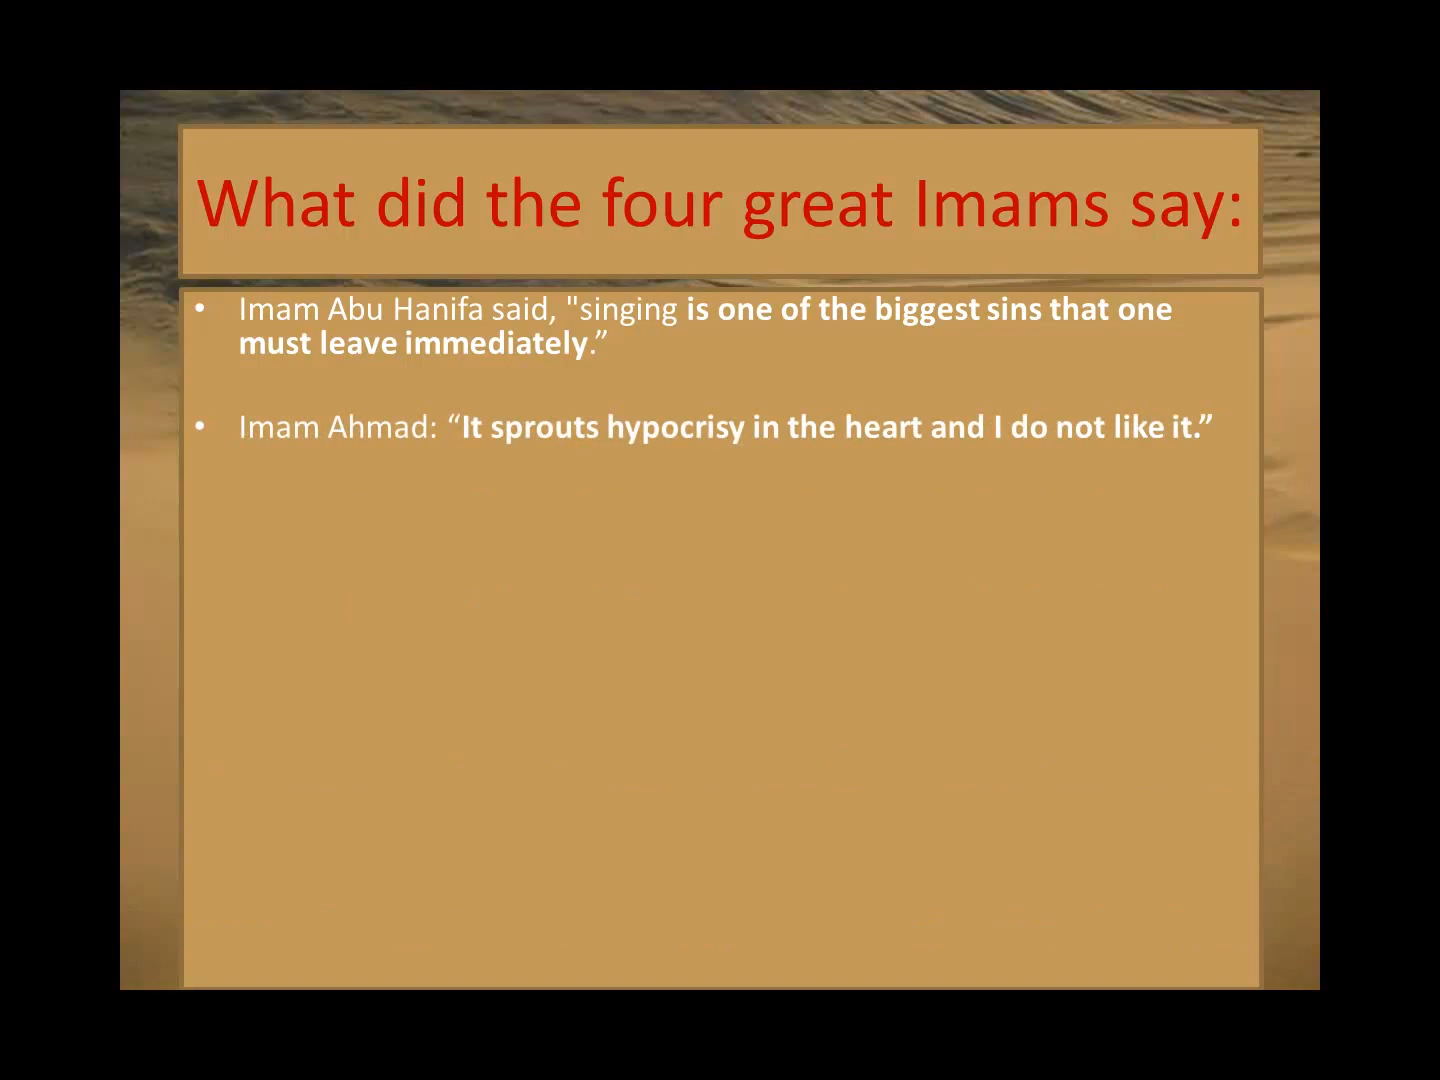 What did the four great Imams say:
• Imam Abu Hanifa said, "singing is one of the biggest sins that one
must leave immediately.”
• Imam Ahmad: “It sprouts hypocrisy in the heart and I do not like it.”